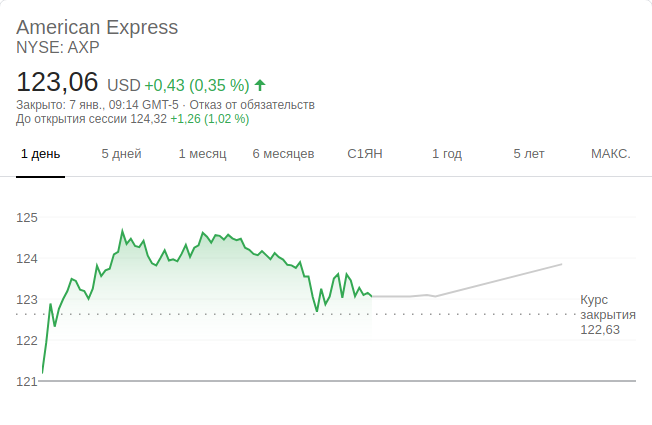 American Express
NYSE: AXP
123,06 USD +0,43 (0,35 %)
Закрыто: 7 янв., 09:14 GMT-5 · Отказ от обязательств
До открытия сессии 124,32 +1,26 (1,02 %)
1 день 5 дней 1 месяц 6 месяцев С1ЯН 1 год 5 лет МАКС.
125
124
123
Курс
закрытия
122,63
122
121